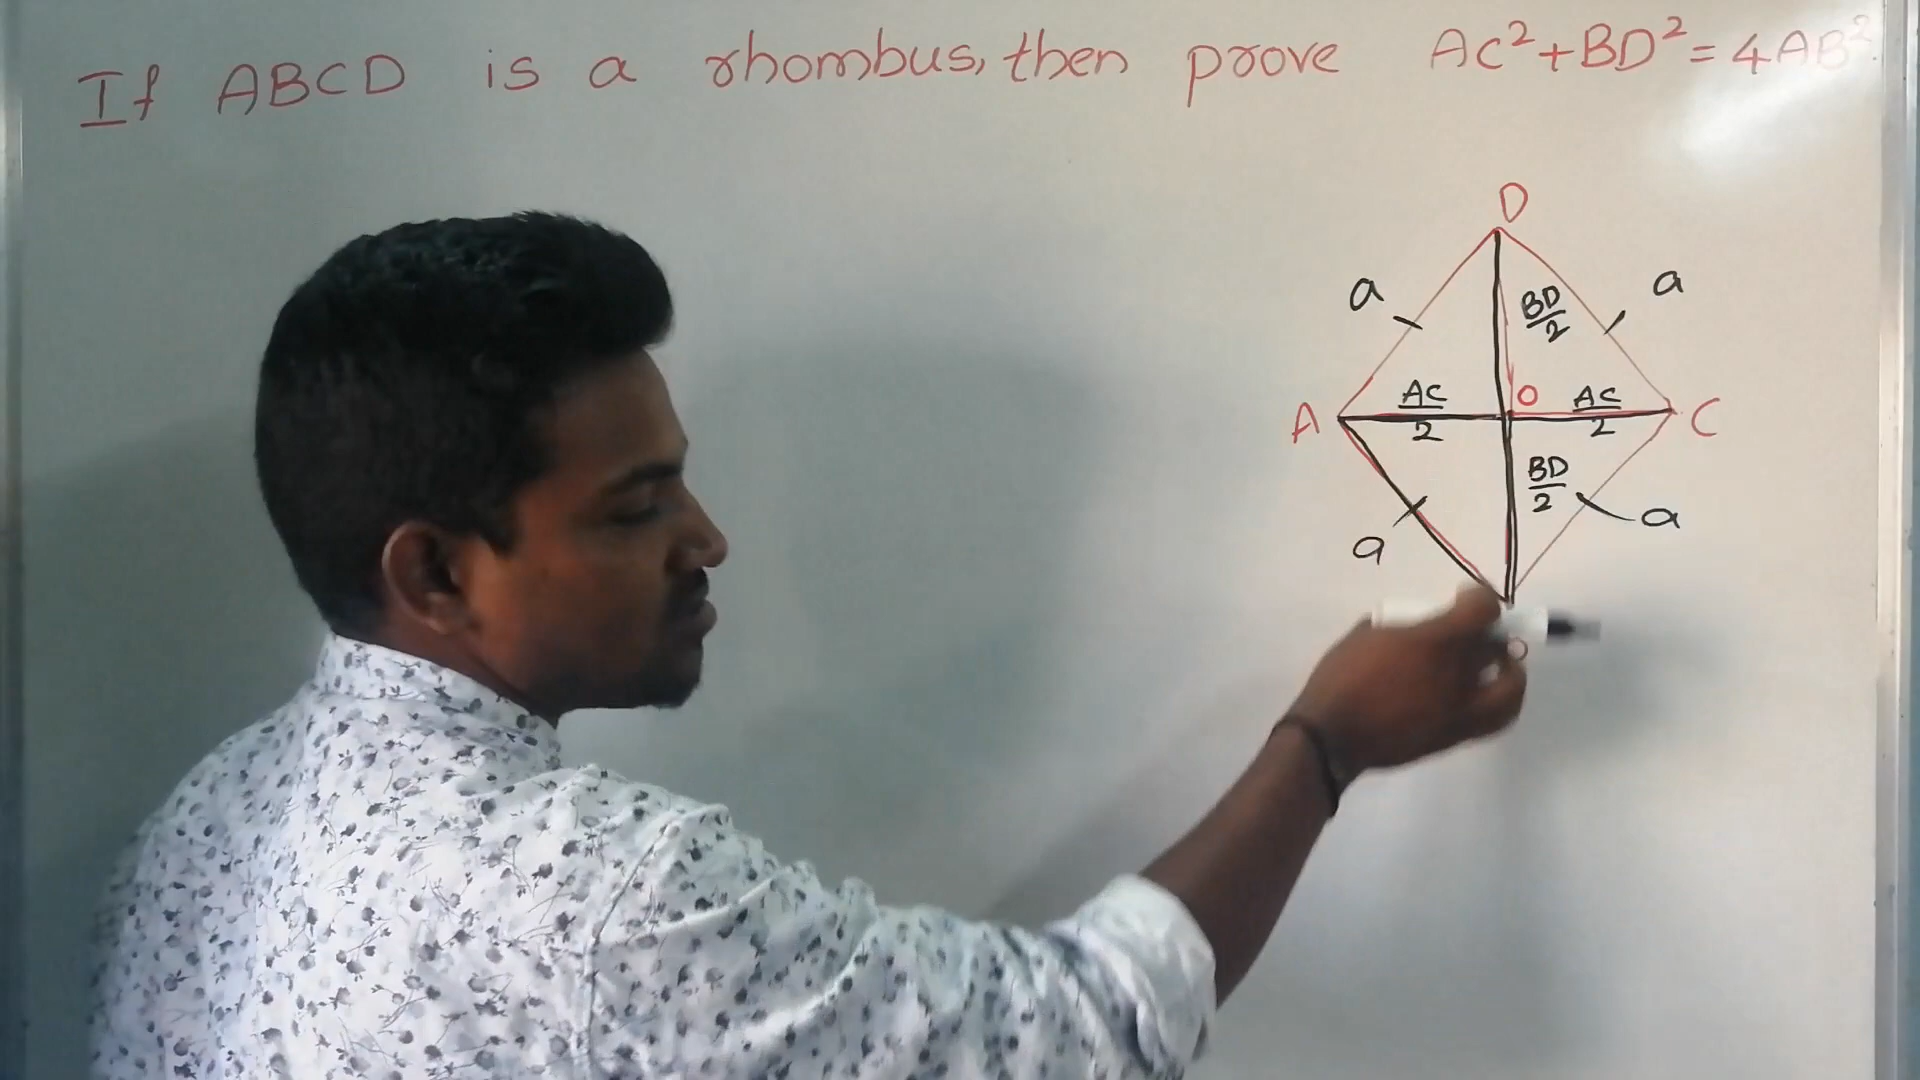 If ABCD is a rhombus, then prove AC²+BD²=4AB².
D
a
a
BD/2
A
AC/2
O
AC/2
C
BD/2
a
a